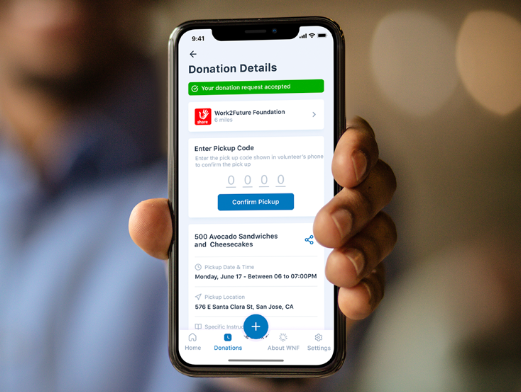 9:41
Donation Details
Your donation request accepted
share
Work2Future Foundation
6 miles
Enter Pickup Code
Enter the pick up code shown in volunteer's phone
to confirm the pick up
0 0 0 0
Confirm Pickup
500 Avocado Sandwiches
and Cheesecakes
Pickup Date & Time
Monday, June 17 - Between 06 to 07:00PM
Pickup Location
576 E Santa Clara St, San Jose, CA
Specific
Home
Donations
About WNF
Settings